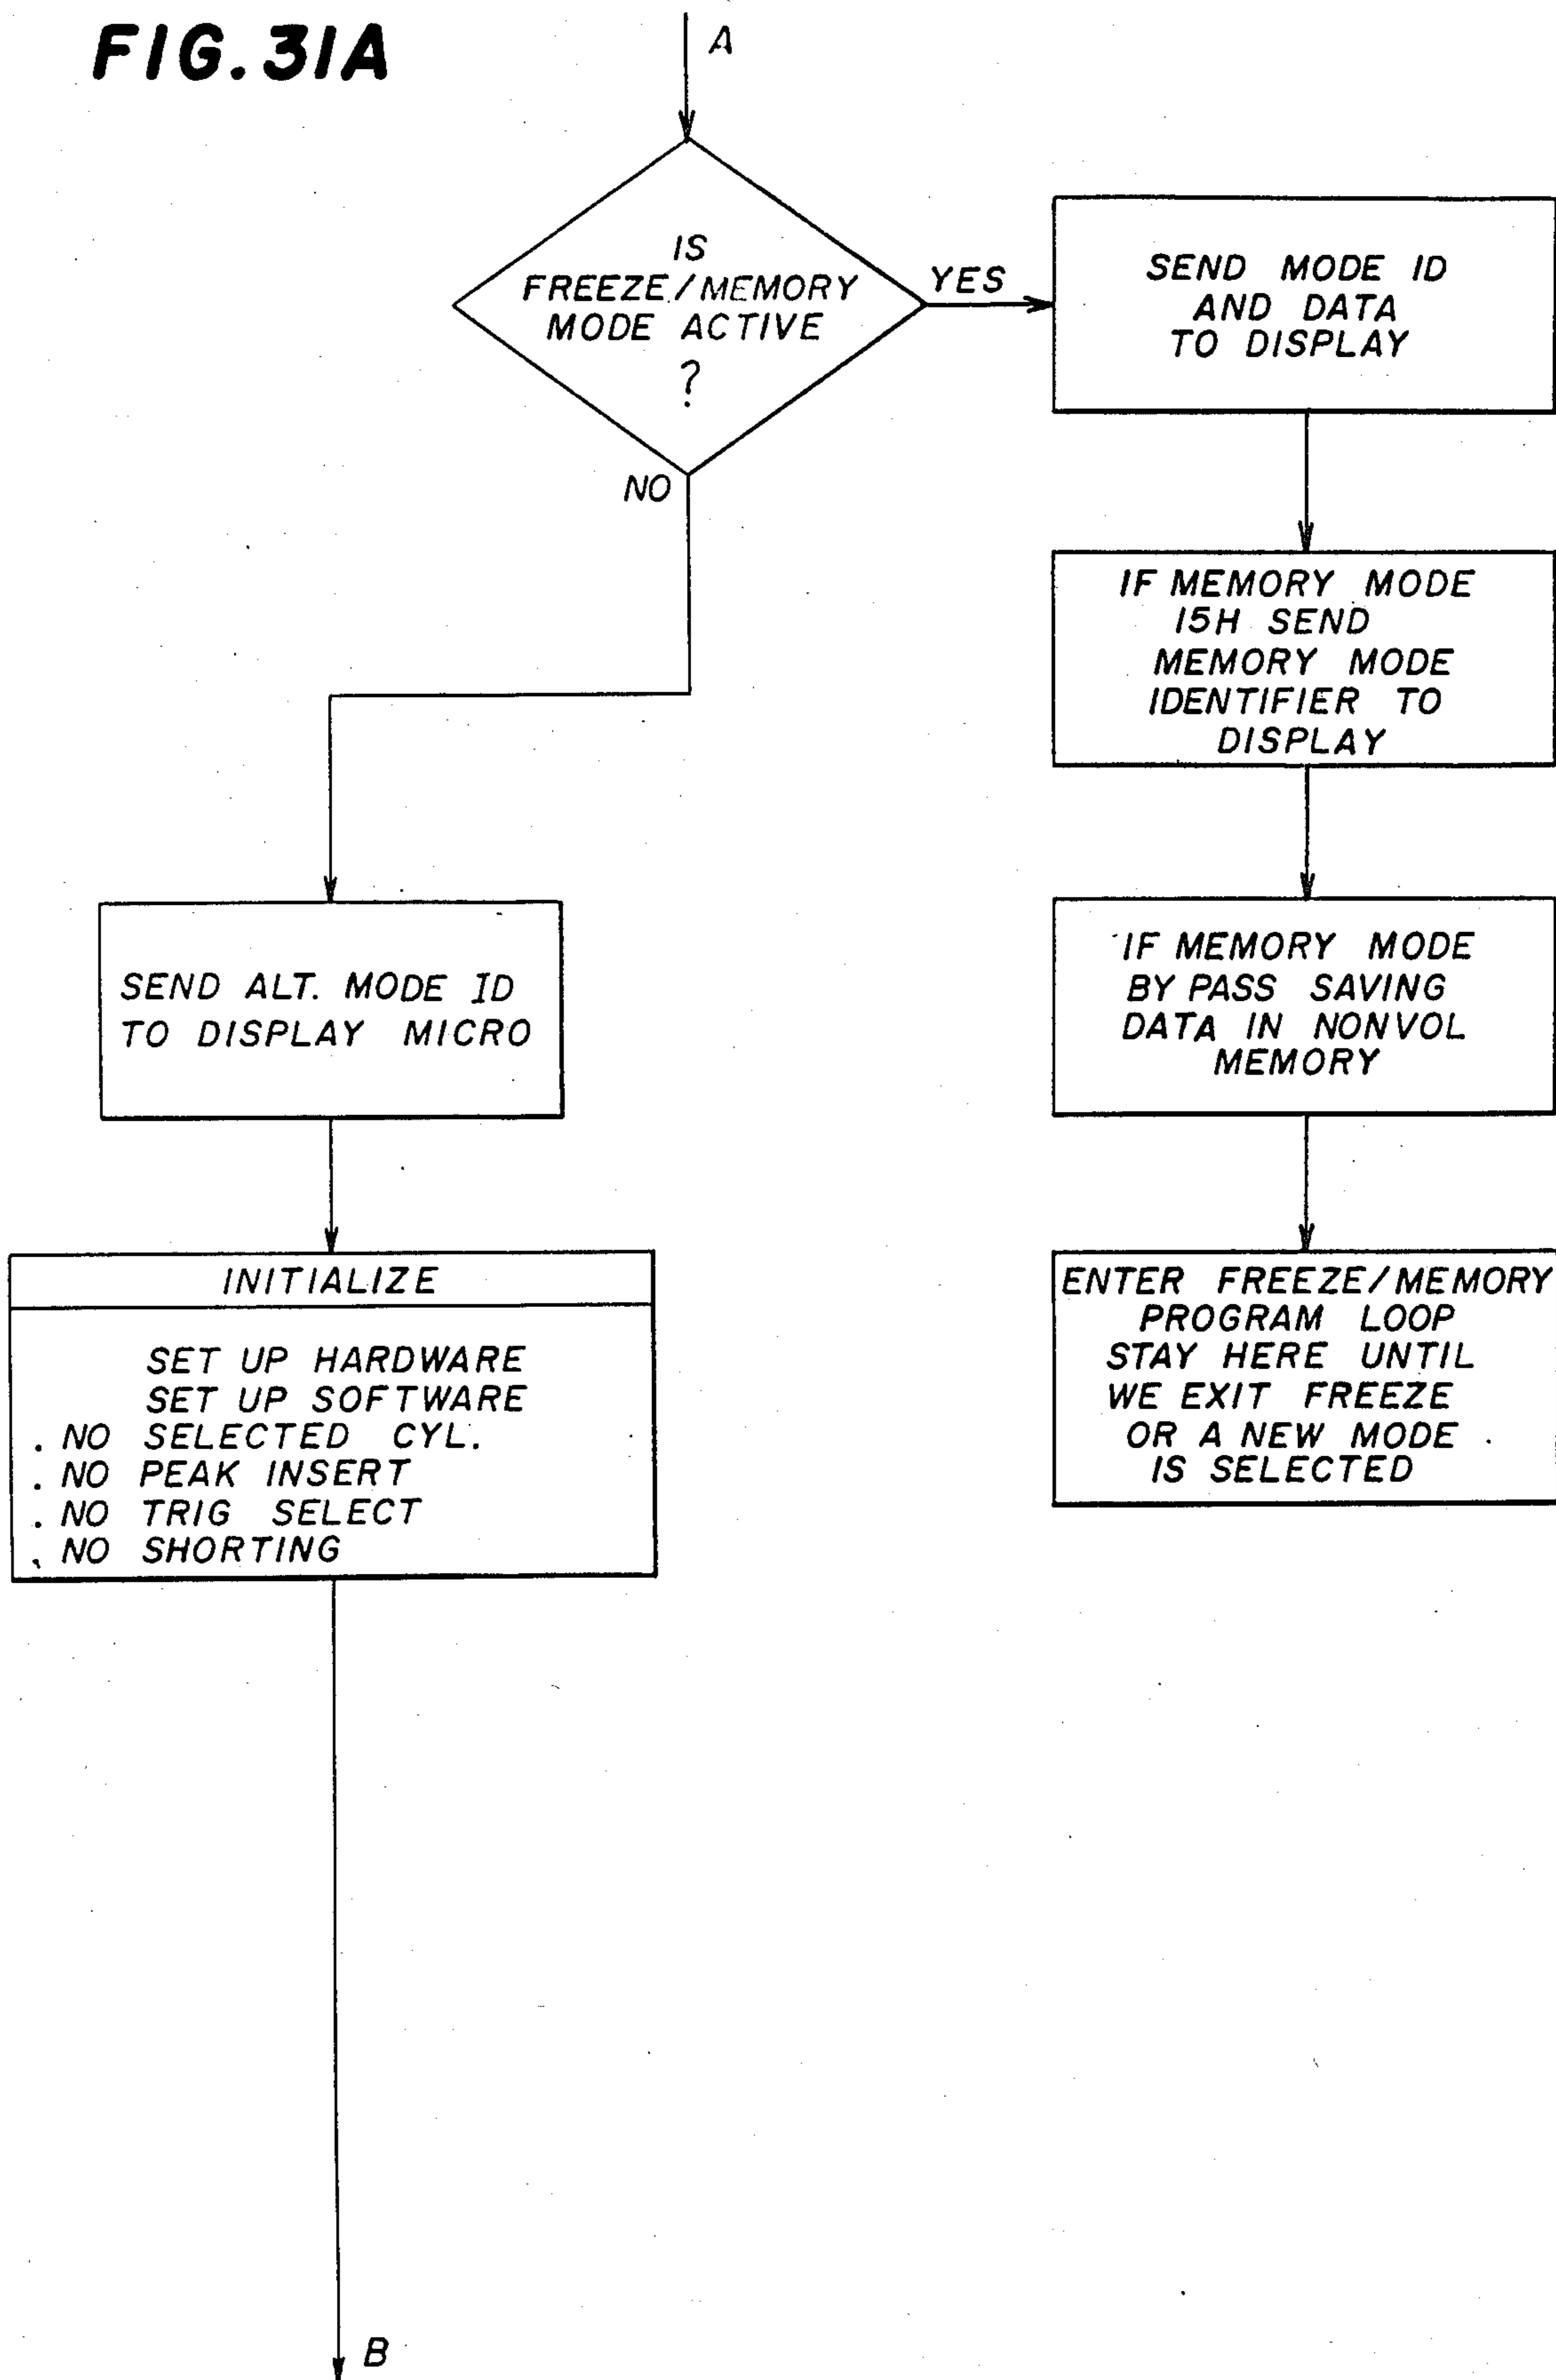 FIG. 31A
A
IS
FREEZE/MEMORY
MODE ACTIVE
?
YES
NO
SEND MODE ID
AND DATA
TO DISPLAY
IF MEMORY MODE
15H SEND
MEMORY MODE
IDENTIFIER TO
DISPLAY
IF MEMORY MODE
BY PASS SAVING
DATA IN NONVOL
MEMORY
ENTER FREEZE/MEMORY
PROGRAM LOOP
STAY HERE UNTIL
WE EXIT FREEZE
OR A NEW MODE
IS SELECTED
SEND ALT. MODE ID
TO DISPLAY MICRO
INITIALIZE
SET UP HARDWARE
SET UP SOFTWARE
. NO SELECTED CYL.
. NO PEAK INSERT
. NO TRIG SELECT
. NO SHORTING
B